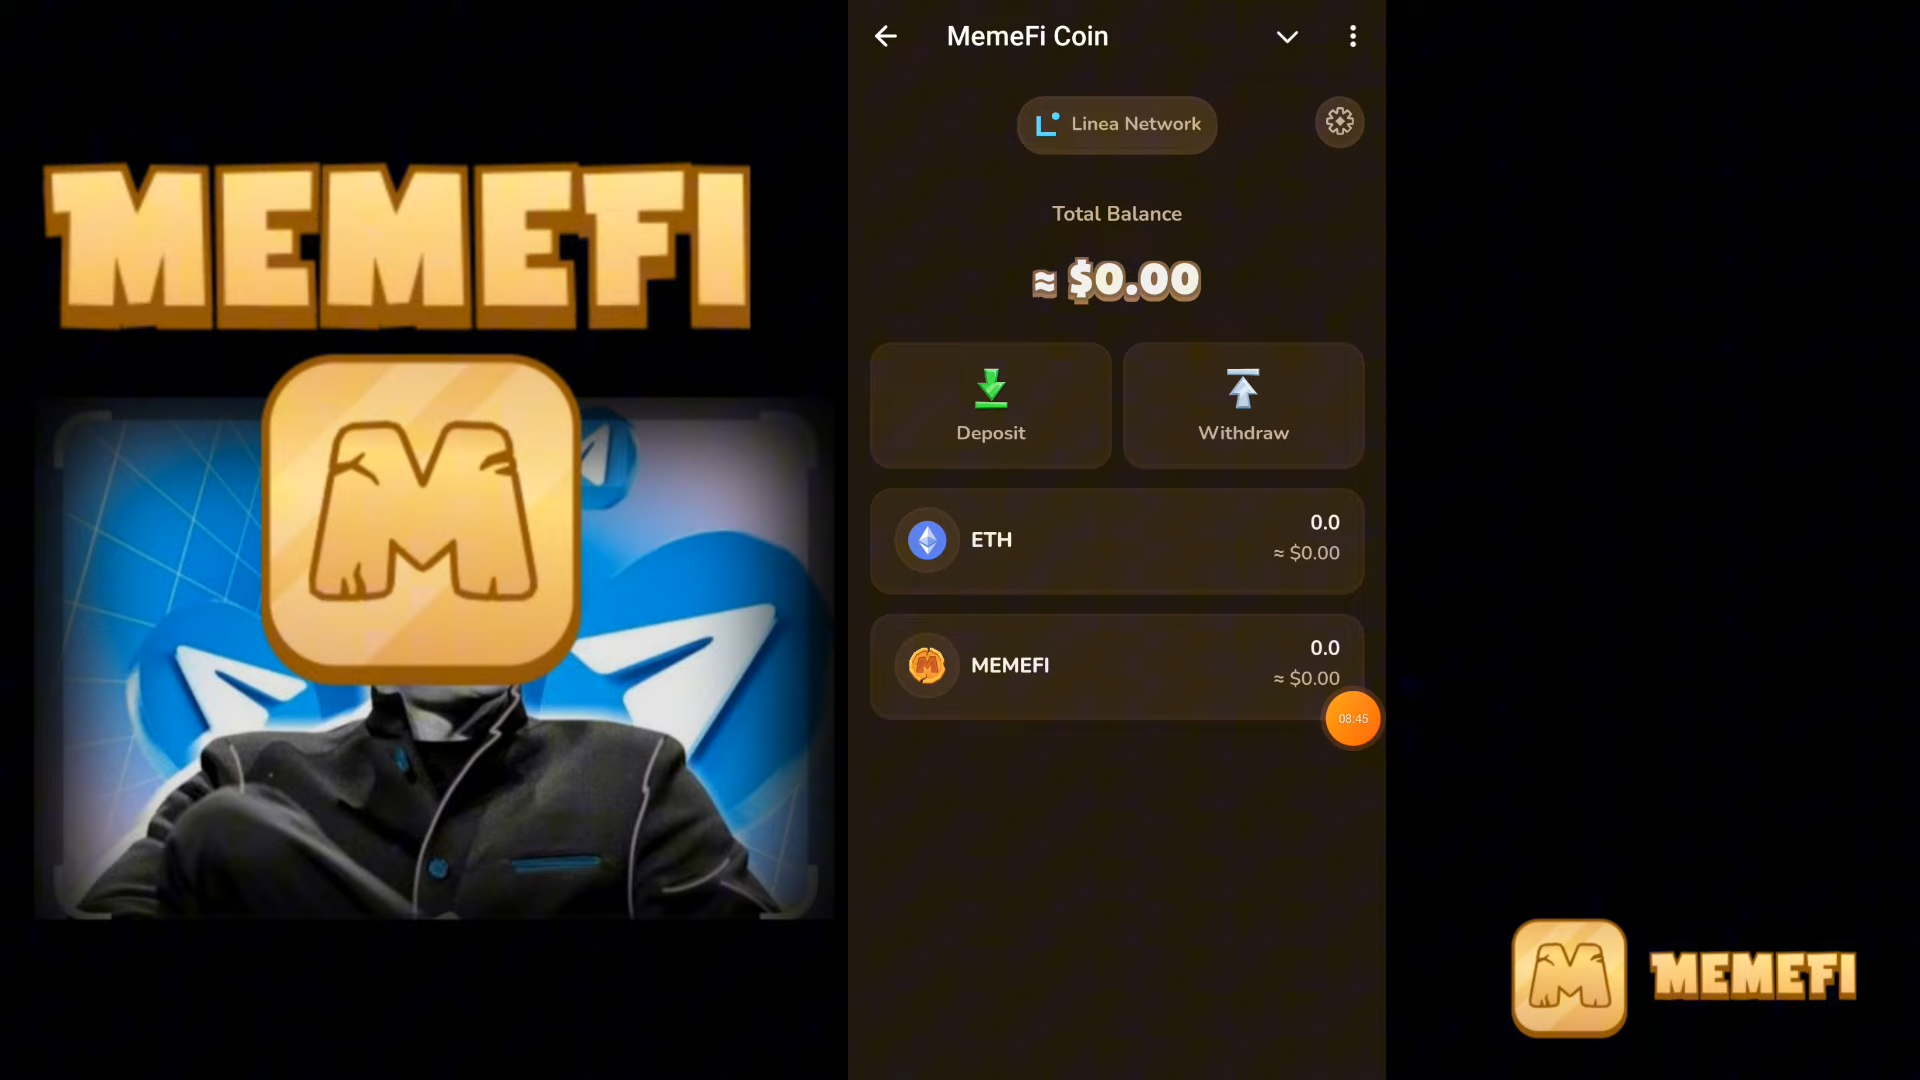 MEMEFI
M
MemeFi Coin
Linea Network
Total Balance
≈ $0.00
Deposit
Withdraw
ETH
0.0
≈ $0.00
MEMEFI
0.0
≈ $0.00
08:45
M
MEMEFI